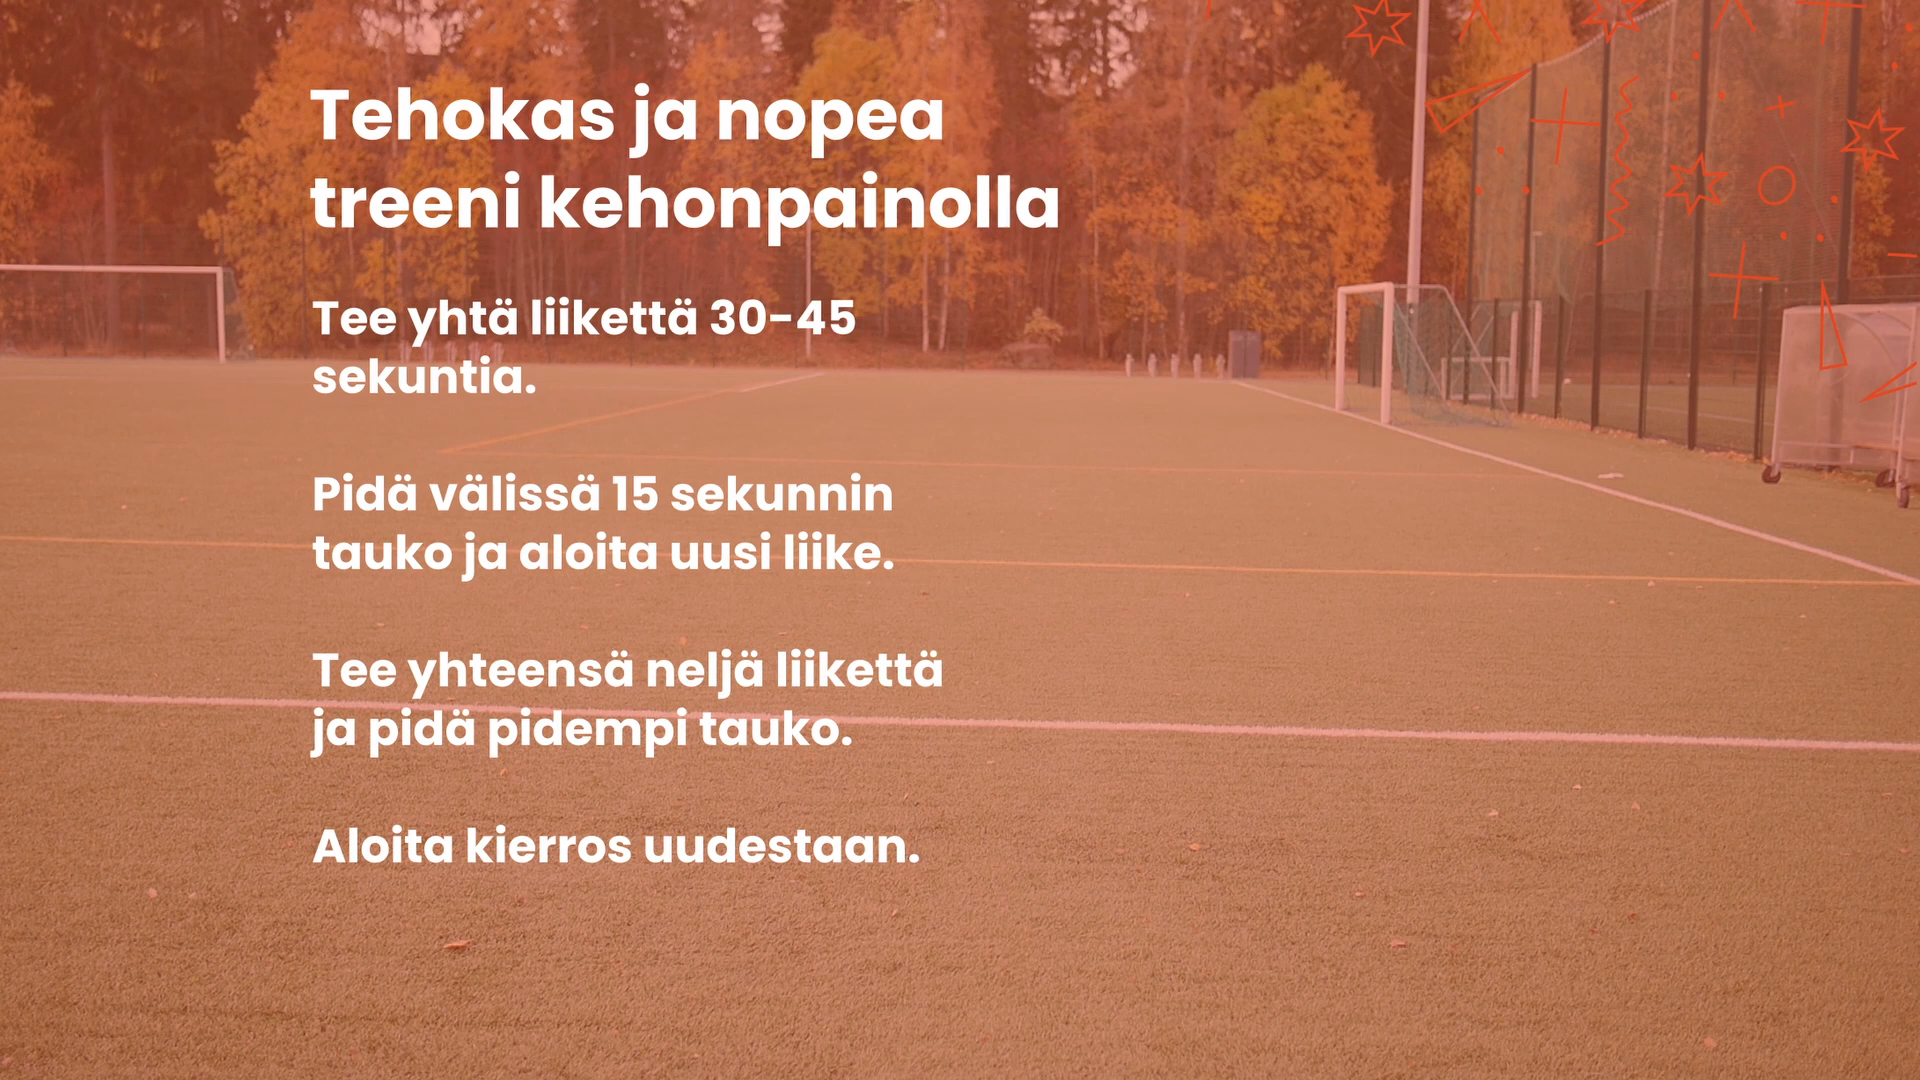 Tehokas ja nopea
treeni kehonpainolla
Tee yhtä liikettä 30-45
sekuntia.
Pidä välissä 15 sekunnin
tauko ja aloita uusi liike.
Tee yhteensä neljä liikettä
ja pidä pidempi tauko.
Aloita kierros uudestaan.